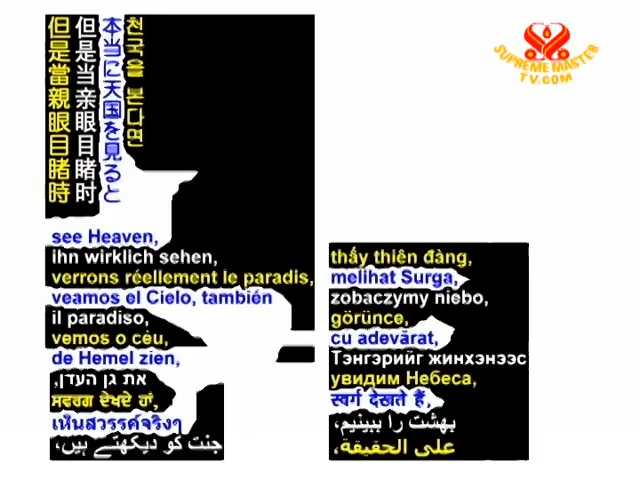 SUPREME MASTER
TV.COM
但是當親眼目睹時
但是当亲眼目睹时
本当に天国を見ると
천국을 본다면
see Heaven,
ihn wirklich sehen,
verrons réellement le paradis,
veamos el Cielo, también
il paradiso,
vemos o céu,
de Hemel zien,
את גן העדן,
ਸਵਰਗ ਦੇਖਦੇ ਹਾਂ,
เห็นสวรรค์จริงๆ
جنت کو دیکھتے ہیں،
thấy thiên đàng,
melihat Surga,
zobaczymy niebo,
görünce,
cu adevărat,
Тэнгэрийг жинхэнээс
увидим Небеса,
स्वर्ग देखते हैं,
بهشت را ببینیم،
على الحقيقة،